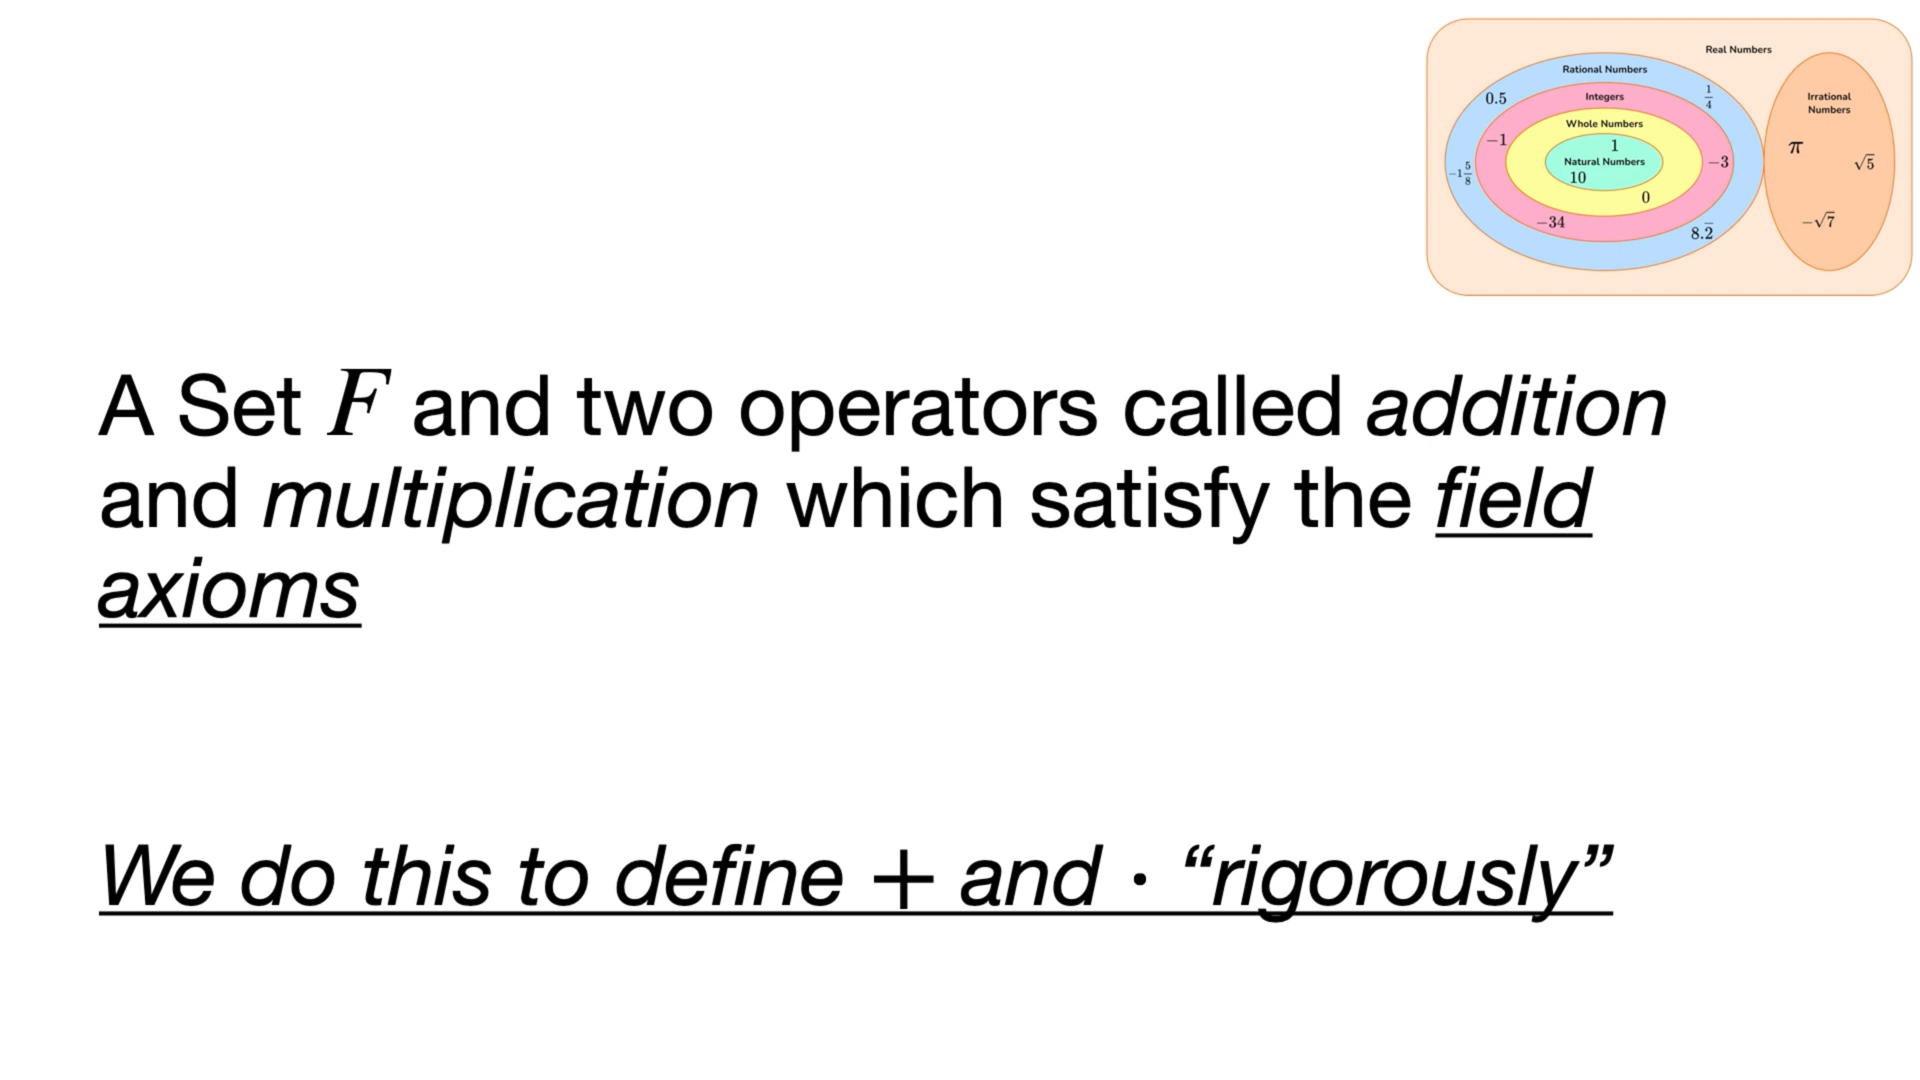 Real Numbers
Rational Numbers
0.5
1/4
Integers
Irrational
Numbers
Whole Numbers
−1
1
π
Natural Numbers
−3
√5
−1 5/8
10
0
−34
−√7
8.2̅
A Set F and two operators called addition
and multiplication which satisfy the field
axioms
We do this to define + and · “rigorously”